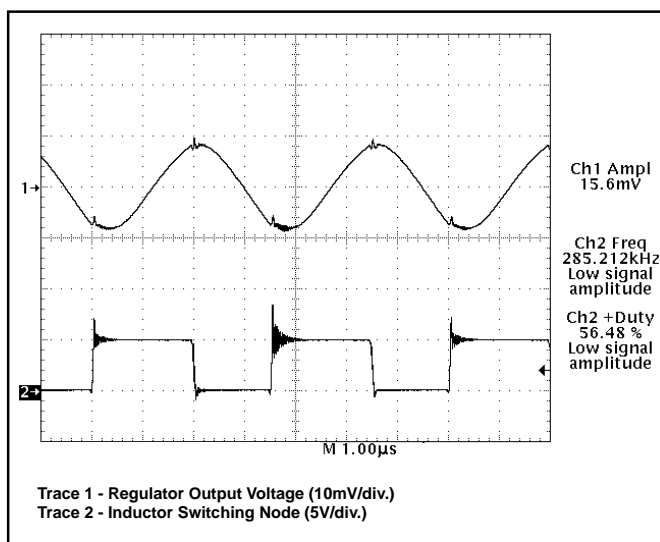 1
Ch1 Ampl
15.6mV
Ch2 Freq
285.212kHz
Low signal
amplitude
Ch2 +Duty
56.48 %
Low signal
amplitude
2
M 1.00µs
Trace 1 - Regulator Output Voltage (10mV/div.)
Trace 2 - Inductor Switching Node (5V/div.)